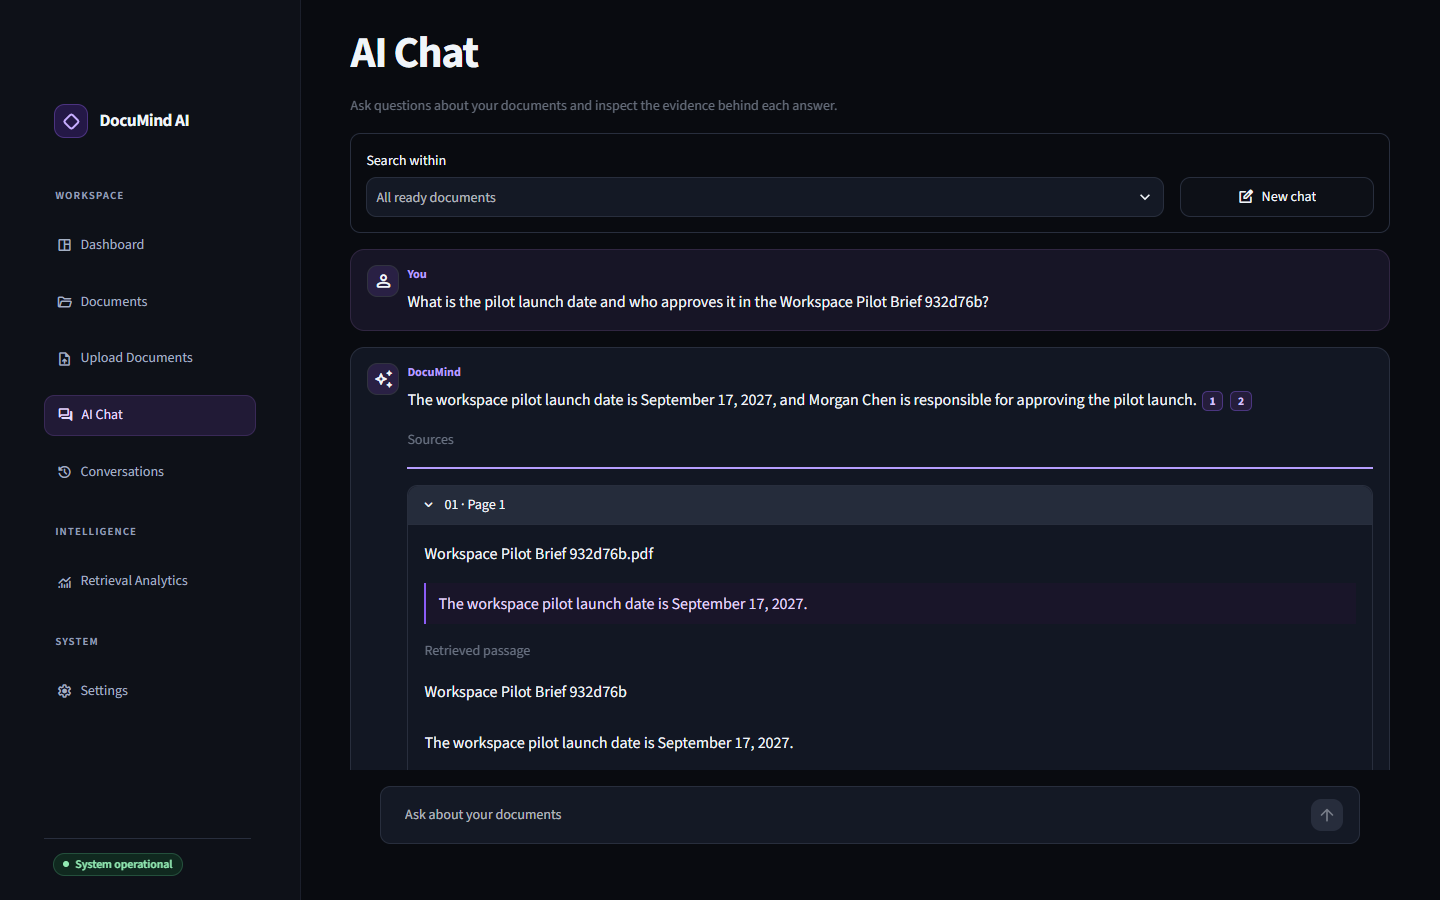 DocuMind AI
WORKSPACE
Dashboard
Documents
Upload Documents
AI Chat
Conversations
INTELLIGENCE
Retrieval Analytics
SYSTEM
Settings
System operational
AI Chat
Ask questions about your documents and inspect the evidence behind each answer.
Search within
All ready documents
New chat
You
What is the pilot launch date and who approves it in the Workspace Pilot Brief 932d76b?
DocuMind
The workspace pilot launch date is September 17, 2027, and Morgan Chen is responsible for approving the pilot launch. 1 2
Sources
01 · Page 1
Workspace Pilot Brief 932d76b.pdf
The workspace pilot launch date is September 17, 2027.
Retrieved passage
Workspace Pilot Brief 932d76b
The workspace pilot launch date is September 17, 2027.
Ask about your documents